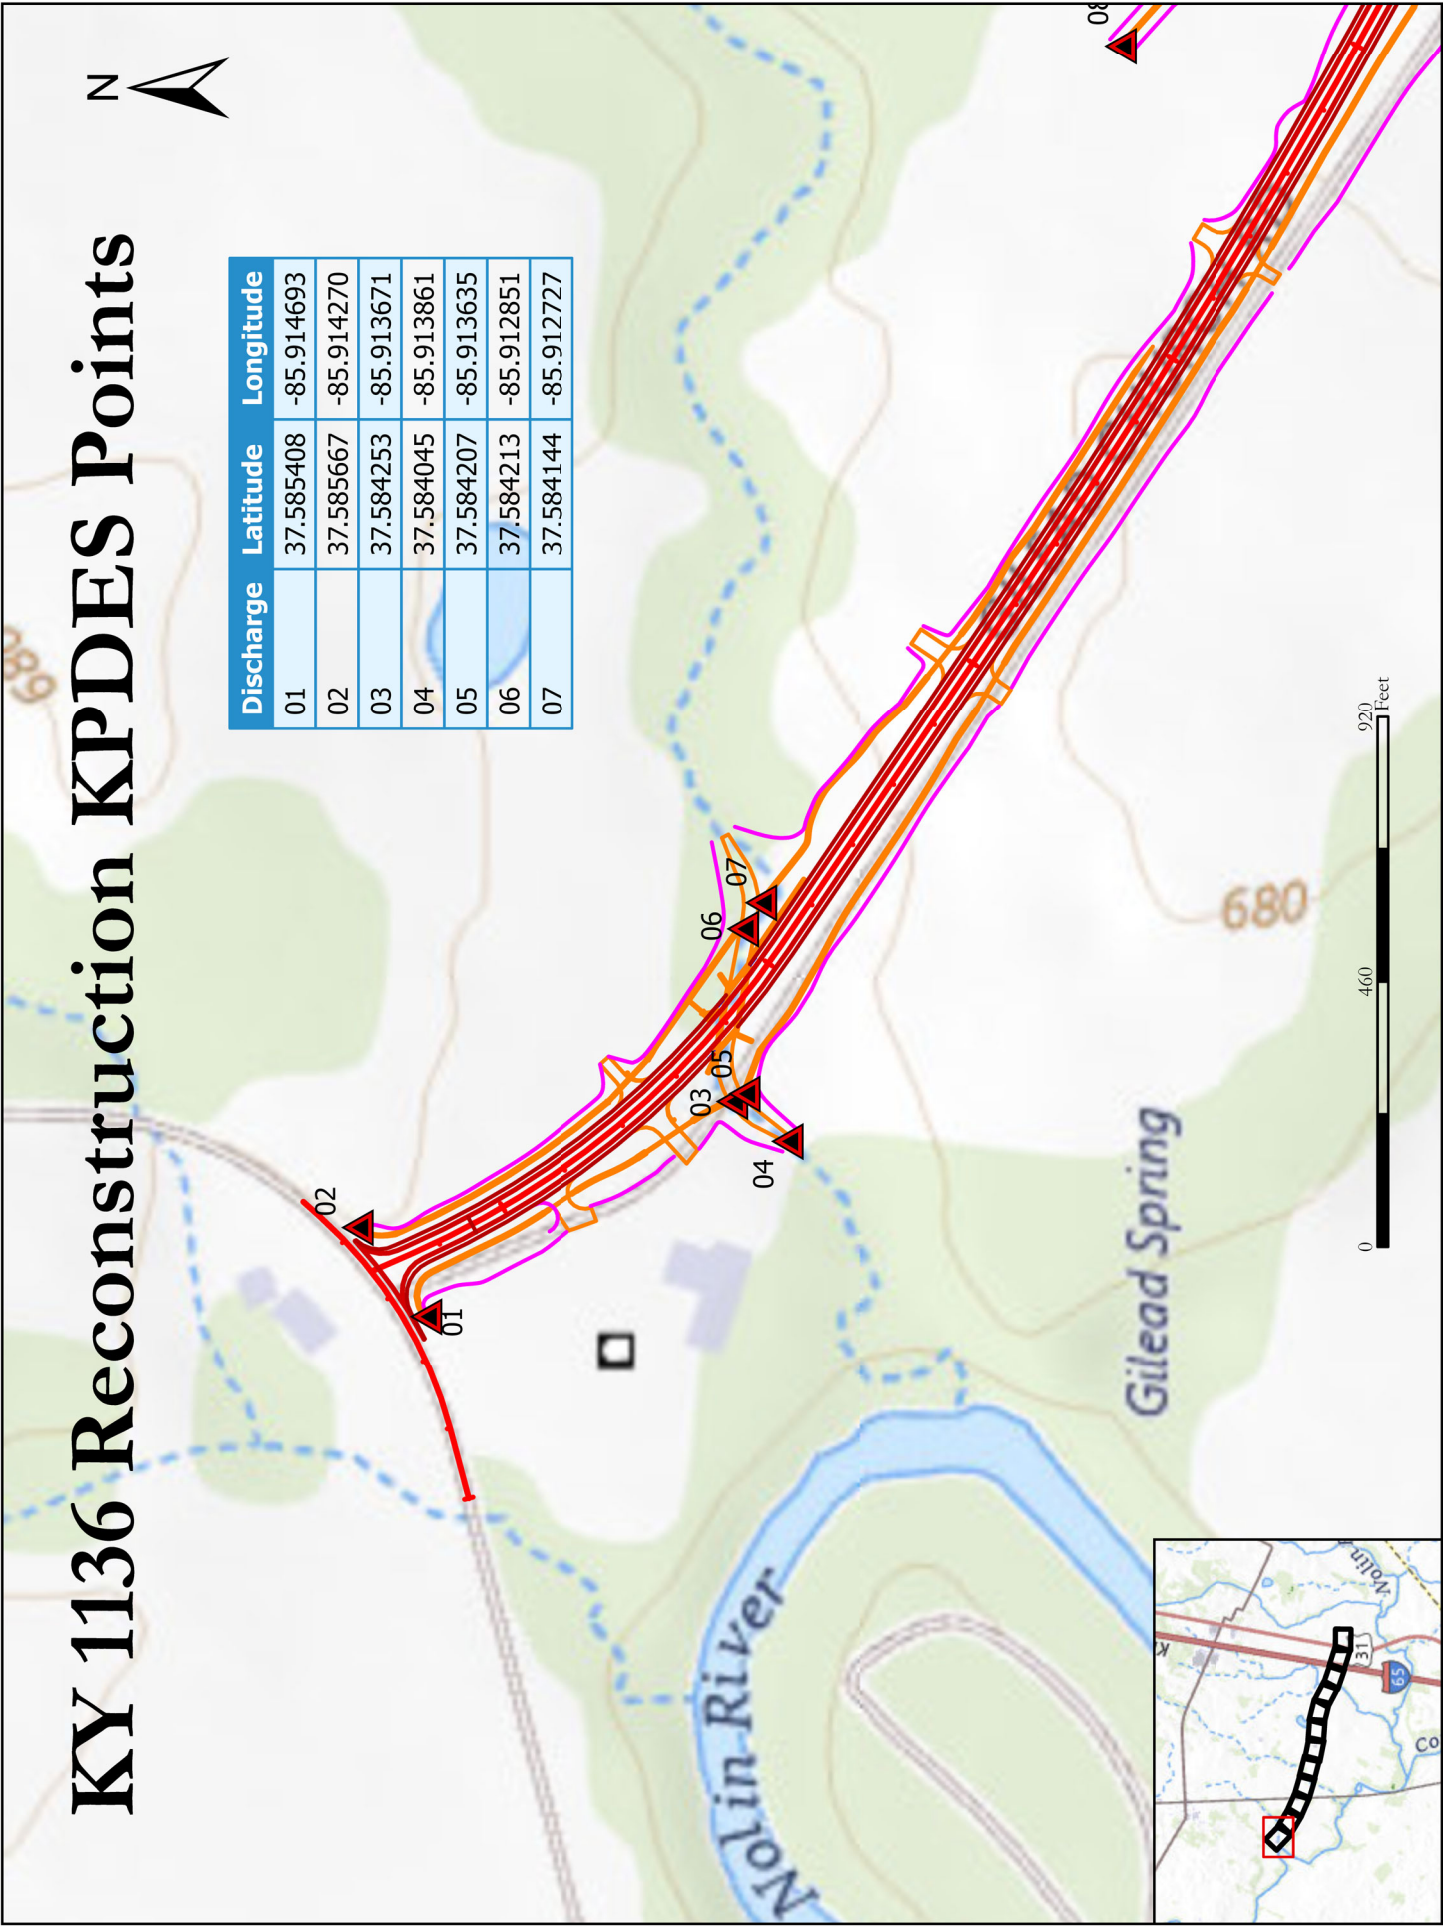 KY 1136 Reconstruction KPDES Points
N
Discharge Latitude Longitude
01 37.585408 -85.914693
02 37.585667 -85.914270
03 37.584253 -85.913671
04 37.584045 -85.913861
05 37.584207 -85.913635
06 37.584213 -85.912851
07 37.584144 -85.912727
02
01
03
05
04
06
07
08
680
680
Nolin River
Gilead Spring
0 460 920
Feet
31
65
Nolin
Co